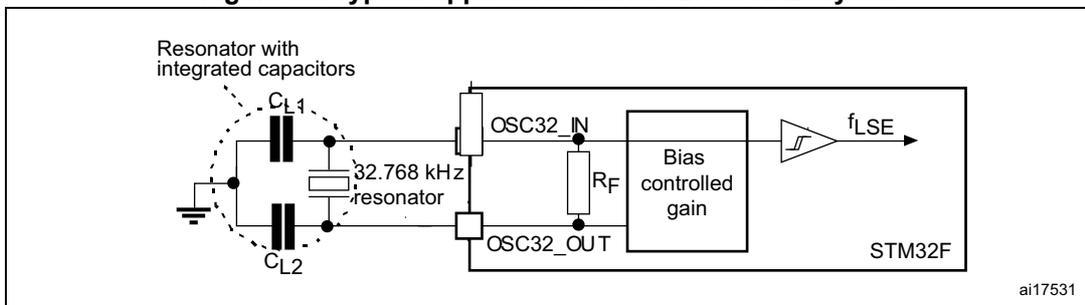 Resonator with
integrated capacitors
CL1
OSC32_IN
fLSE
32.768 kHz
resonator
RF
Bias
controlled
gain
OSC32_OUT
STM32F
CL2
ai17531